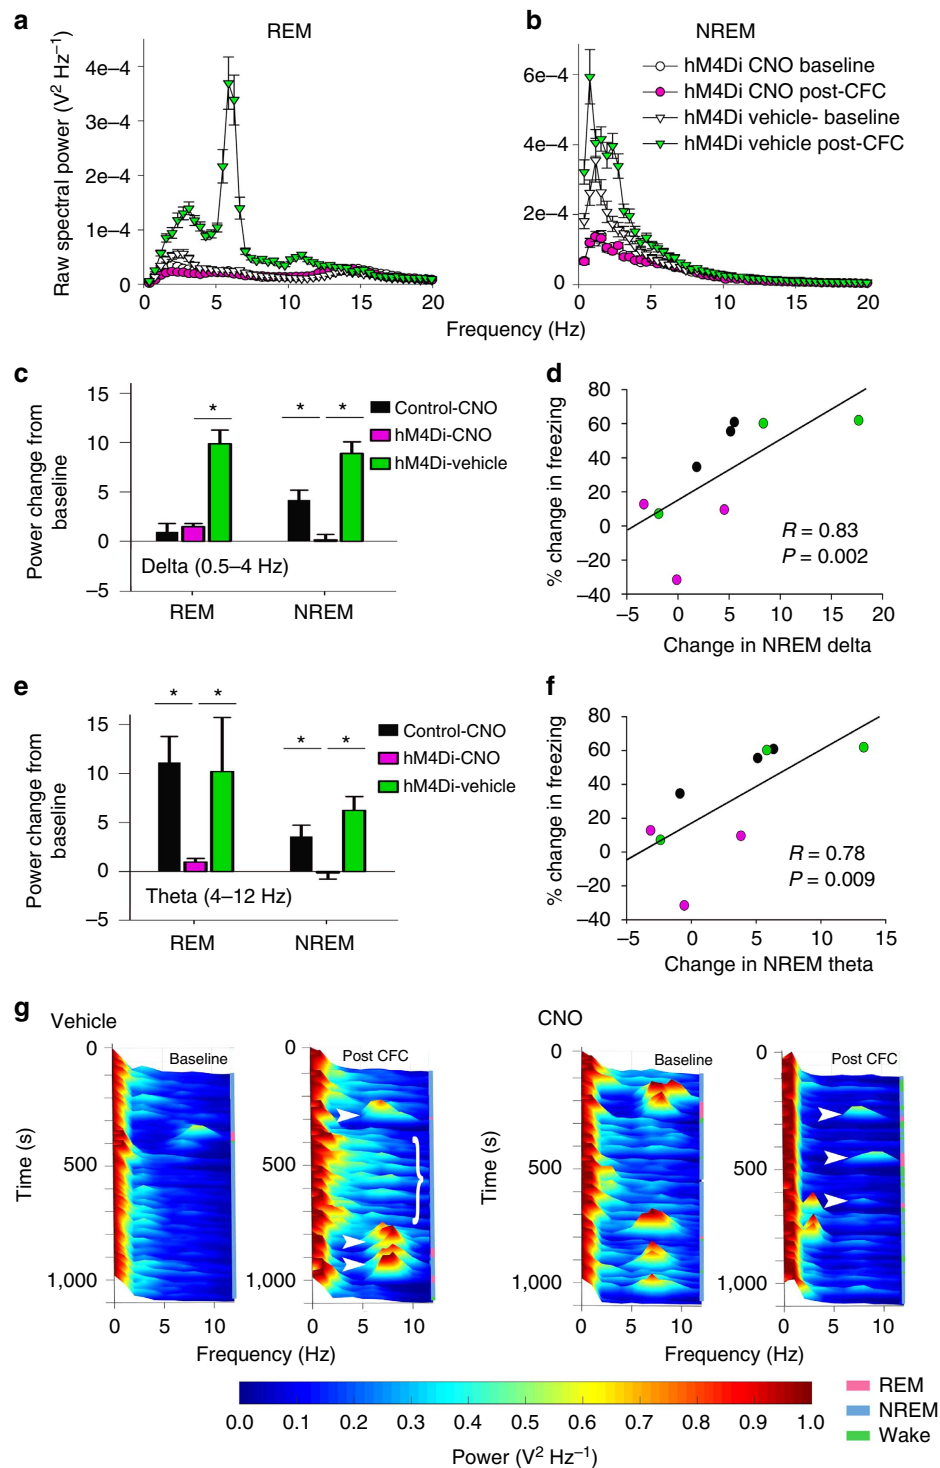 a
REM
Raw spectral power (V² Hz⁻¹)
4e–4
3e–4
2e–4
1e–4
0
0 5 10 15 20
b
NREM
6e–4
4e–4
2e–4
0
0 5 10 15 20
hM4Di CNO baseline
hM4Di CNO post-CFC
hM4Di vehicle- baseline
hM4Di vehicle post-CFC
Frequency (Hz)
c
Power change from
baseline
15
10
5
0
–5
* * *
Control-CNO
hM4Di-CNO
hM4Di-vehicle
Delta (0.5–4 Hz)
REM NREM
d
% change in freezing
80
60
40
20
0
–20
–40
R = 0.83
P = 0.002
–5 0 5 10 15 20
Change in NREM delta
e
Power change from
baseline
15
10
5
0
–5
* * * *
Control-CNO
hM4Di-CNO
hM4Di-vehicle
Theta (4–12 Hz)
REM NREM
f
% change in freezing
80
60
40
20
0
–20
–40
R = 0.78
P = 0.009
–5 0 5 10 15
Change in NREM theta
g
Vehicle
Time (s)
0
500
1,000
Baseline
0 5 10
0
500
1,000
Post CFC
0 5 10
Frequency (Hz)
CNO
Time (s)
0
500
1,000
Baseline
0 5 10
0
500
1,000
Post CFC
0 5 10
Frequency (Hz)
0.0 0.1 0.2 0.3 0.4 0.5 0.6 0.7 0.8 0.9 1.0
Power (V² Hz⁻¹)
REM
NREM
Wake